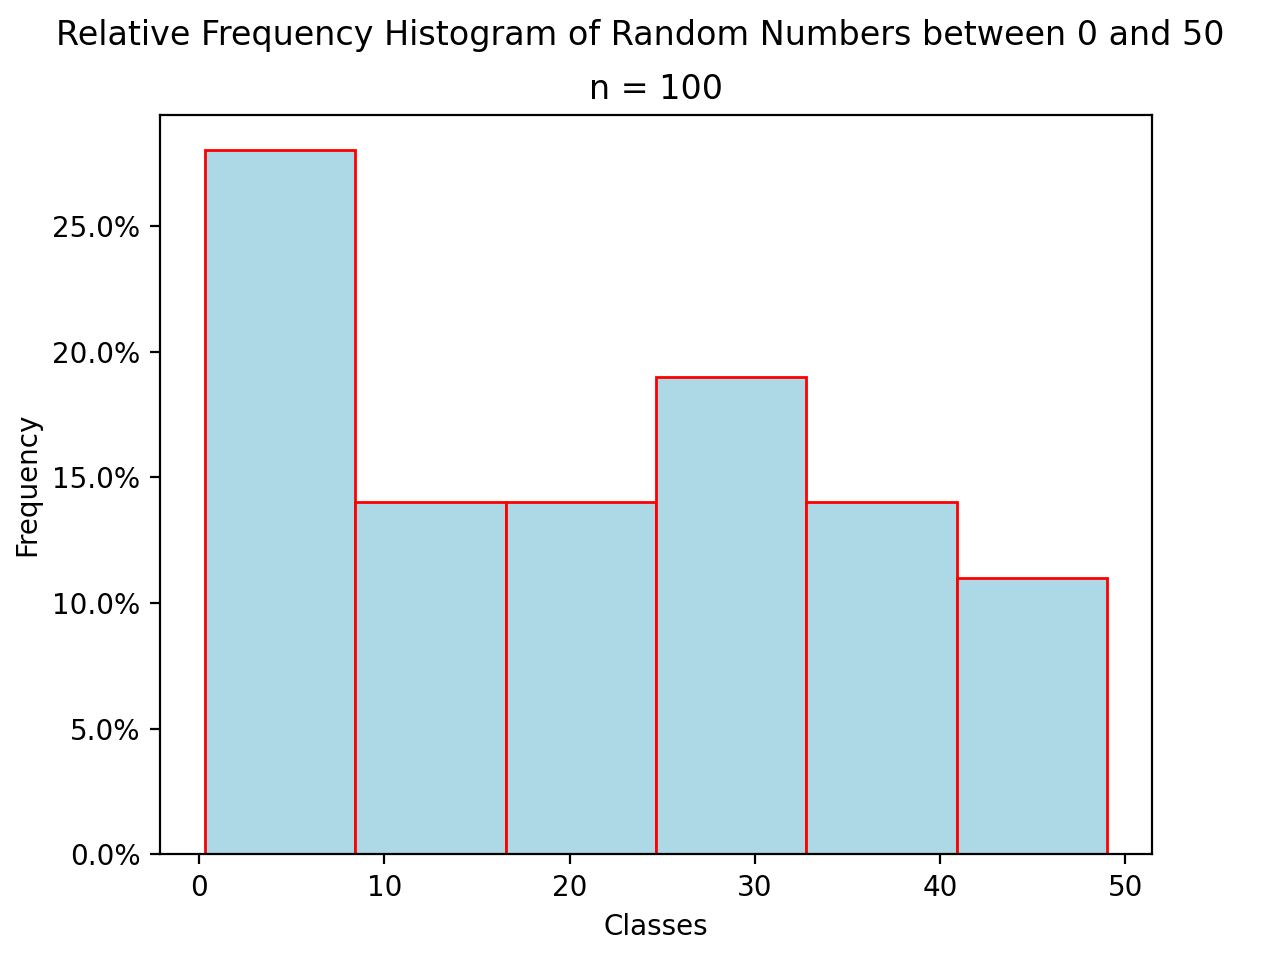 Relative Frequency Histogram of Random Numbers between 0 and 50
n = 100
25.0%
20.0%
15.0%
10.0%
5.0%
0.0%
Frequency
0 10 20 30 40 50
Classes